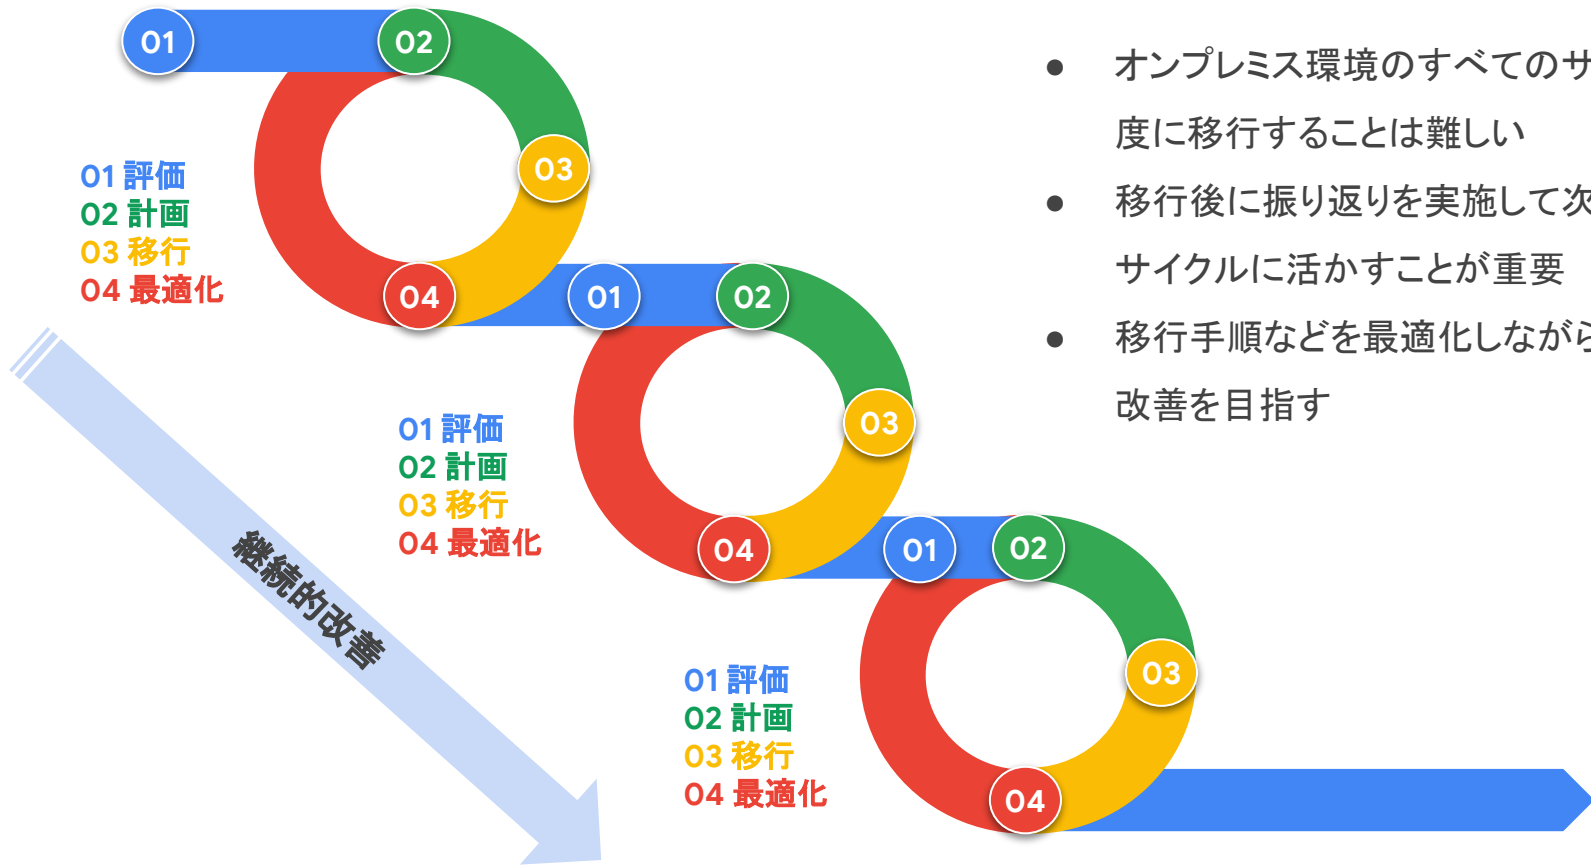 01
02
03
04
01 評価
02 計画
03 移行
04 最適化
01
02
03
04
01 評価
02 計画
03 移行
04 最適化
01
02
03
04
01 評価
02 計画
03 移行
04 最適化
継続的改善
● オンプレミス環境のすべてのサ
度に移行することは難しい
● 移行後に振り返りを実施して次
サイクルに活かすことが重要
● 移行手順などを最適化しながら
改善を目指す